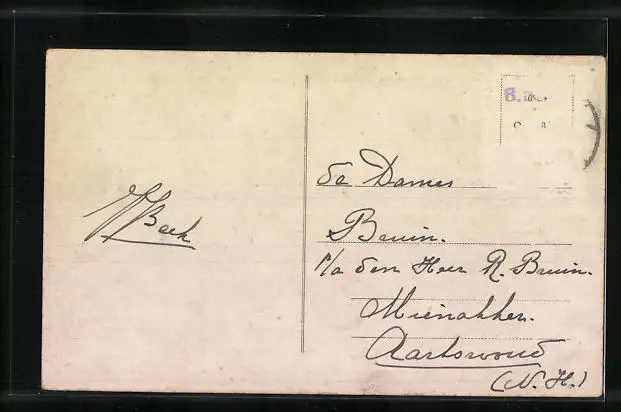 de Dames
Bruin.
p/a den Heer R. Bruin.
Mienakker.
Aartswoud
(N. H.)
Beek